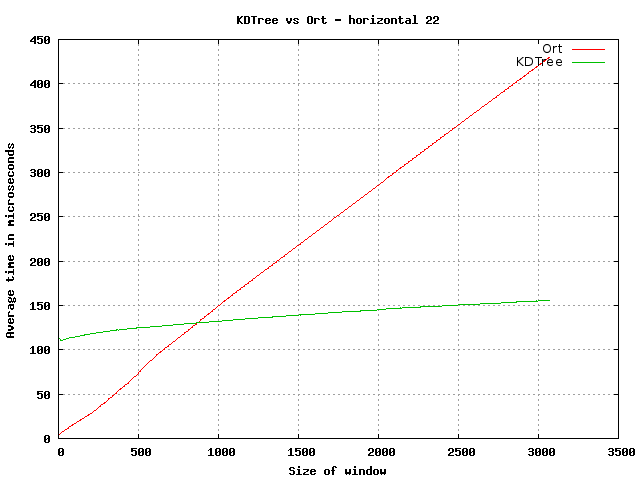 KDTree vs Ort - horizontal 22
Ort
KDTree
450
400
350
300
250
200
150
100
50
0
Average time in microseconds
0 500 1000 1500 2000 2500 3000 3500
Size of window